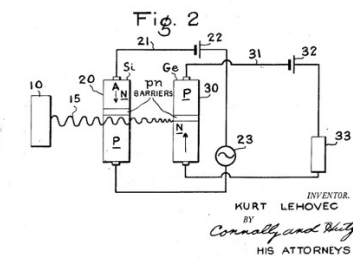 Fig. 2
21
22
31
32
10
15
20
Si
A
N
pn
BARRIERS
P
Ge
P
30
N
23
33
INVENTOR.
KURT LEHOVEC
BY
Connolly and Hutz
HIS ATTORNEYS